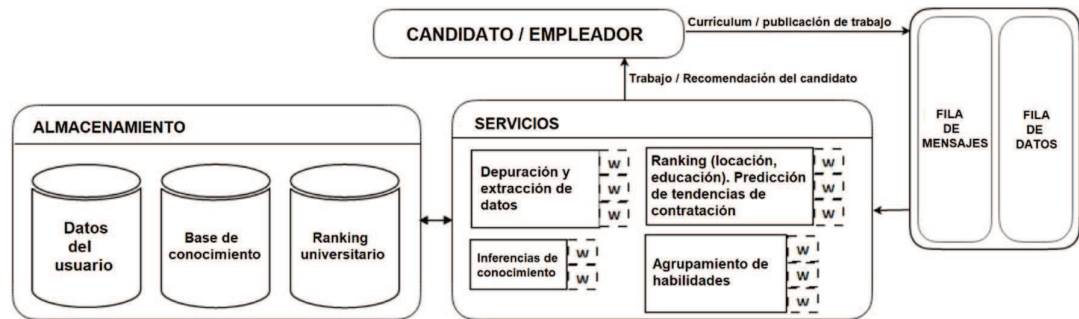 CANDIDATO / EMPLEADOR
Currículum / publicación de trabajo
Trabajo / Recomendación del candidato
ALMACENAMIENTO
Datos
del
usuario
Base de
conocimiento
Ranking
universitario
SERVICIOS
Depuración y
extracción de
datos
W
W
W
Ranking (locación,
educación). Predicción
de tendencias de
contratación
W
W
W
Inferencias de
conocimiento
W
W
Agrupamiento de
habilidades
W
W
W
FILA
DE
MENSAJES
FILA
DE
DATOS